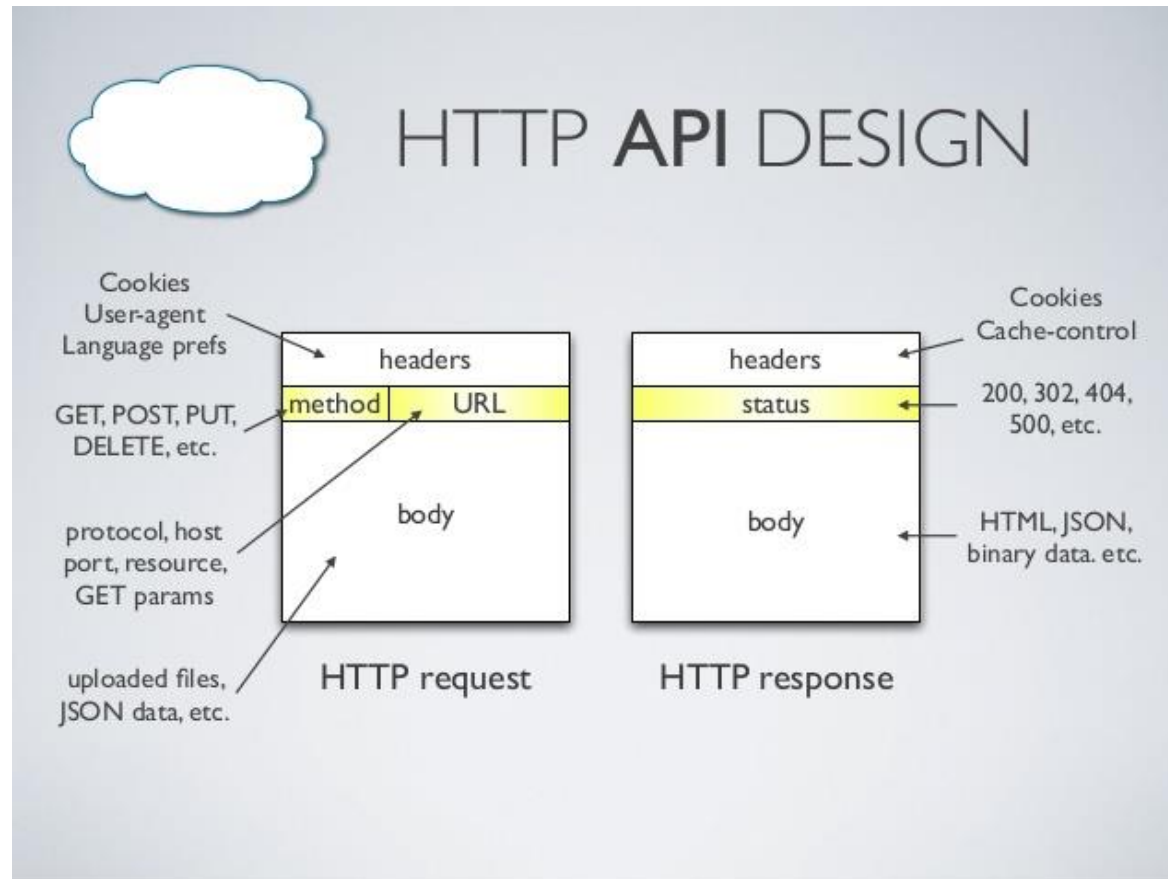 HTTP API DESIGN
Cookies
User-agent
Language prefs
GET, POST, PUT,
DELETE, etc.
protocol, host
port, resource,
GET params
uploaded files,
JSON data, etc.
headers
method URL
body
HTTP request
headers
status
body
HTTP response
Cookies
Cache-control
200, 302, 404,
500, etc.
HTML, JSON,
binary data. etc.